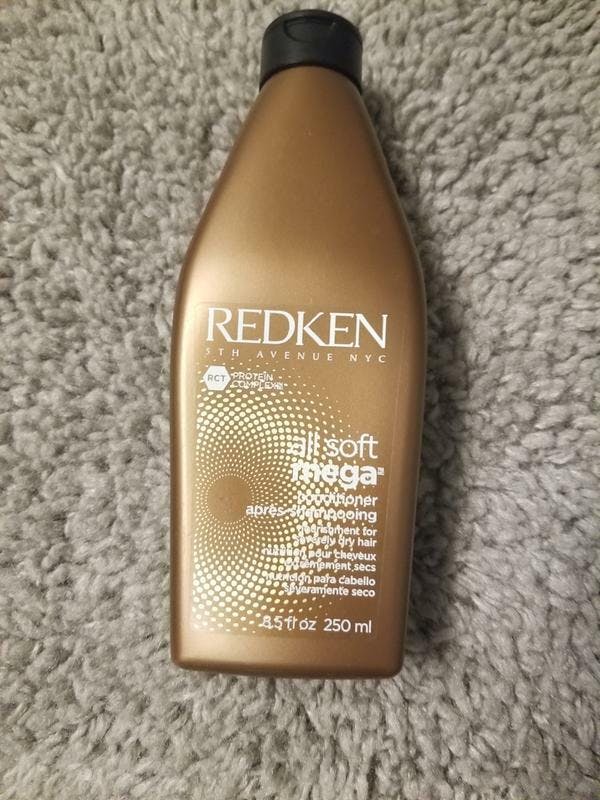 REDKEN
5TH AVENUE NYC
RCT PROTEIN
COMPLEX
all soft
mega
conditioner
après-shampooing
nourishment for
severely dry hair
nutrition pour cheveux
extrêmement secs
nutrición para cabello
severamente seco
8.5 fl oz 250 ml